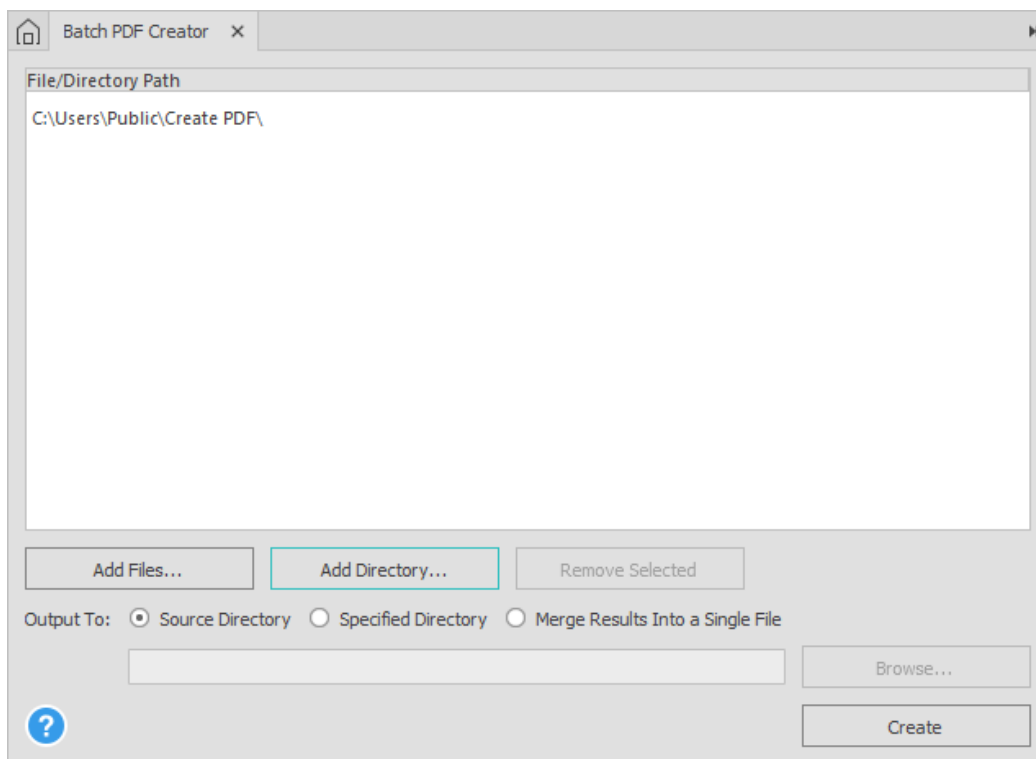 Batch PDF Creator
File/Directory Path
C:\Users\Public\Create PDF\
Add Files... Add Directory... Remove Selected
Output To: Source Directory Specified Directory Merge Results Into a Single File
Browse...
? Create